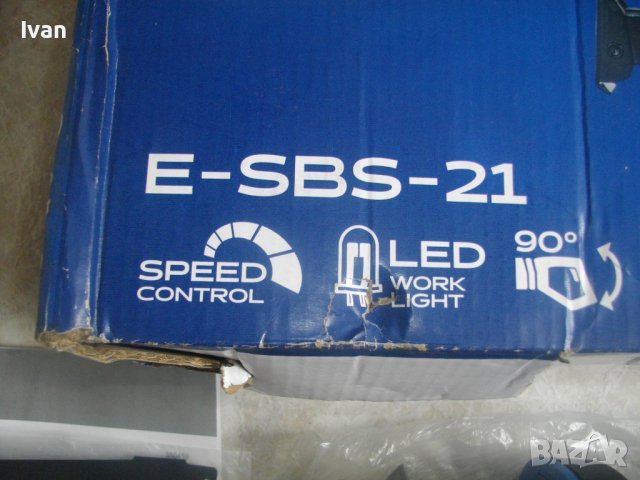 Ivan
E-SBS-21
SPEED
CONTROL
LED
WORK
LIGHT
90°
BAZAR